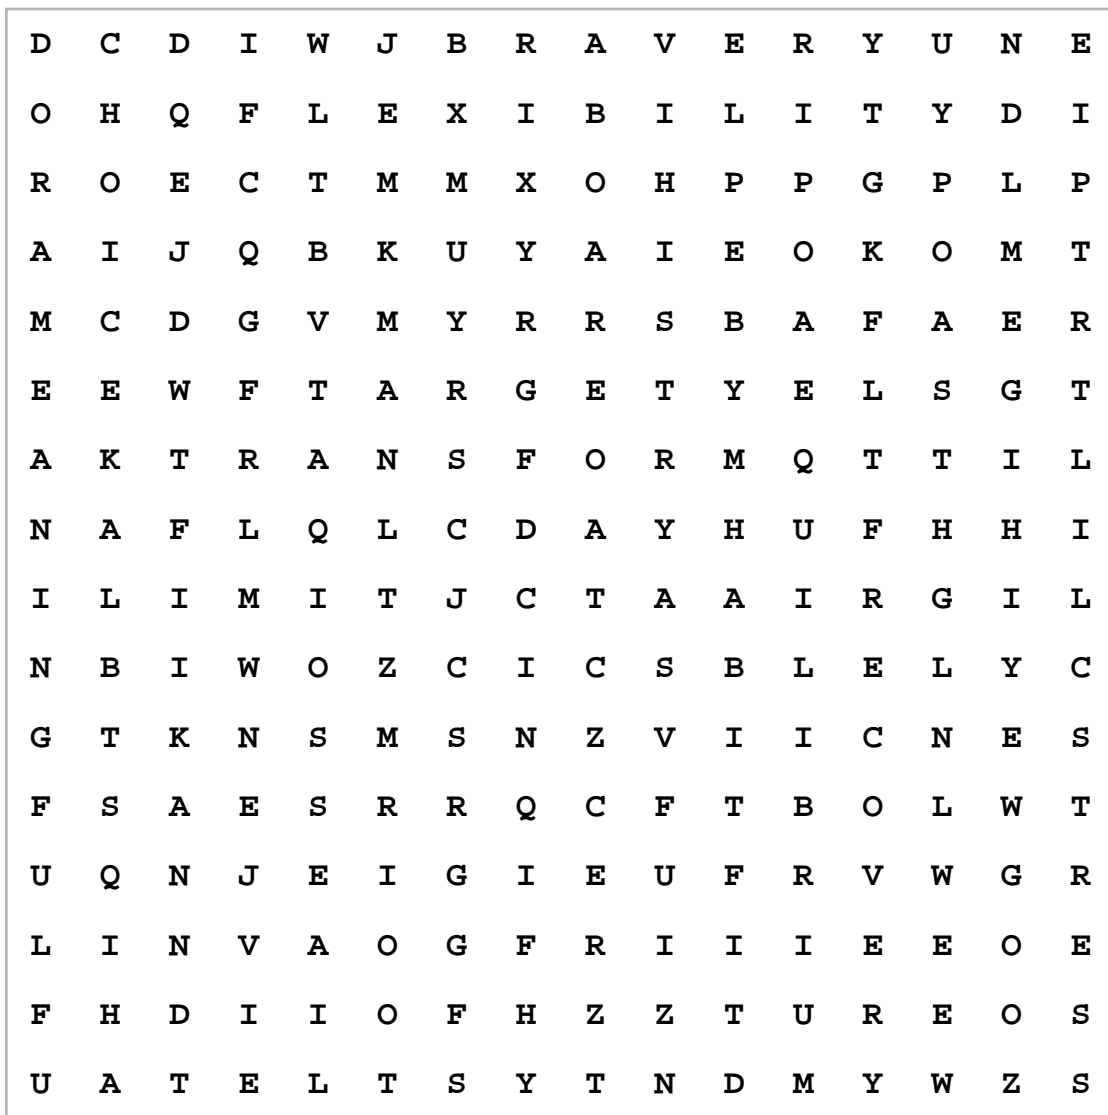 D C D I W J B R A V E R Y U N E
O H Q F L E X I B I L I T Y D I
R O E C T M M X O H P P G P L P
A I J Q B K U Y A I E O K O M T
M C D G V M Y R R S B A F A E R
E E W F T A R G E T Y E L S G T
A K T R A N S F O R M Q T T I L
N A F L Q L C D A Y H U F H H I
I L I M I T J C T A A I R G I L
N B I W O Z C I C S B L E L Y C
G T K N S M S N Z V I I C N E S
F S A E S R R Q C F T B O L W T
U Q N J E I G I E U F R V W G R
L I N V A O G F R I I I E E O E
F H D I I O F H Z Z T U R E O S
U A T E L T S Y T N D M Y W Z S